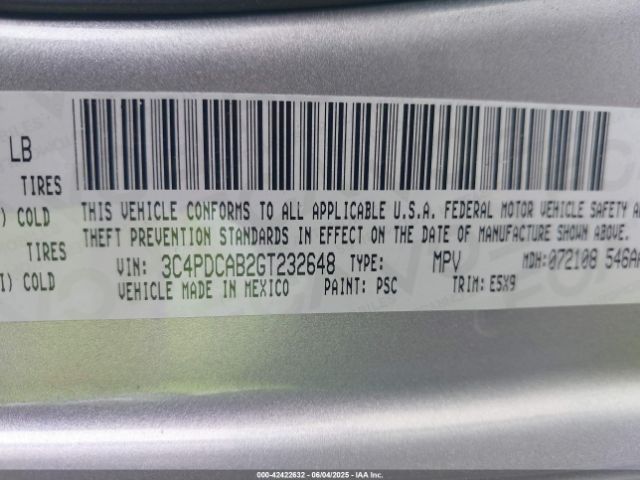 LB
TIRES
) COLD
TIRES
I) COLD
THIS VEHICLE CONFORMS TO ALL APPLICABLE U.S.A. FEDERAL MOTOR VEHICLE SAFETY A
THEFT PREVENTION STANDARDS IN EFFECT ON THE DATE OF MANUFACTURE SHOWN ABOVE.
VIN: 3C4PDCAB2GT232648 TYPE: MPV MDH:072108 546AA
VEHICLE MADE IN MEXICO PAINT: PSC TRIM: E5X9
000-42422632 - 06/04/2025 - IAA Inc.